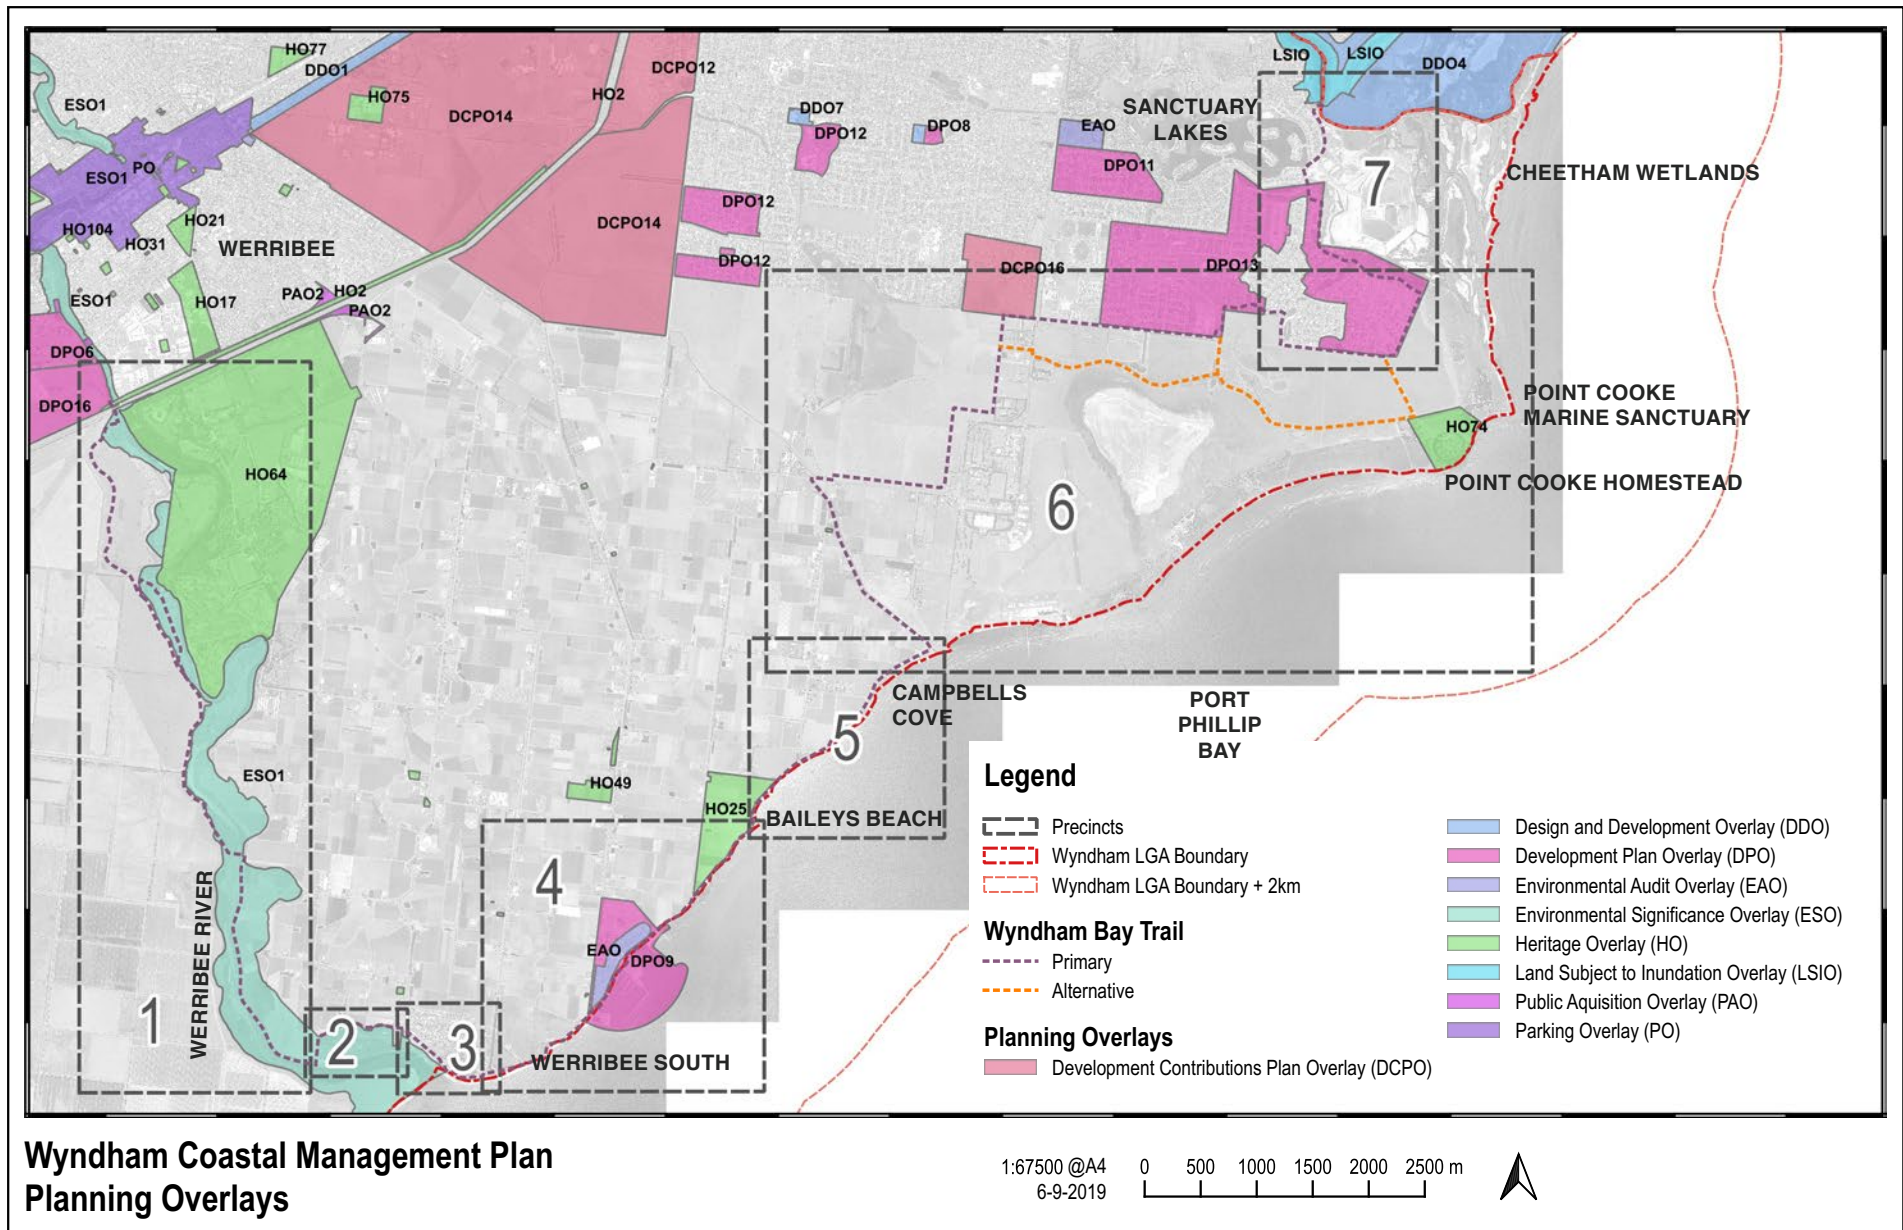 HO77
DDO1
ESO1
HO75
DCPO14
HO2
DCPO12
DDO7
DPO12
DPO8
EAO
DPO11
SANCTUARY
LAKES
LSIO
LSIO
DDO4
CHEETHAM WETLANDS
7
PO
ESO1
HO104
HO31
HO21
WERRIBEE
DCPO14
DPO12
DPO12
DCPO16
DPO13
ESO1
HO17
PAO2
HO2
PAO2
DPO6
DPO16
HO64
POINT COOKE
MARINE SANCTUARY
HO74
POINT COOKE HOMESTEAD
6
CAMPBELLS
COVE
PORT
PHILLIP
BAY
5
ESO1
HO49
HO25
BAILEYS BEACH
4
WERRIBEE RIVER
EAO
DPO9
1
2
3
WERRIBEE SOUTH
Legend
Precincts
Wyndham LGA Boundary
Wyndham LGA Boundary + 2km
Wyndham Bay Trail
Primary
Alternative
Planning Overlays
Development Contributions Plan Overlay (DCPO)
Design and Development Overlay (DDO)
Development Plan Overlay (DPO)
Environmental Audit Overlay (EAO)
Environmental Significance Overlay (ESO)
Heritage Overlay (HO)
Land Subject to Inundation Overlay (LSIO)
Public Aquisition Overlay (PAO)
Parking Overlay (PO)
Wyndham Coastal Management Plan
Planning Overlays
1:67500 @A4
6-9-2019
0 500 1000 1500 2000 2500 m